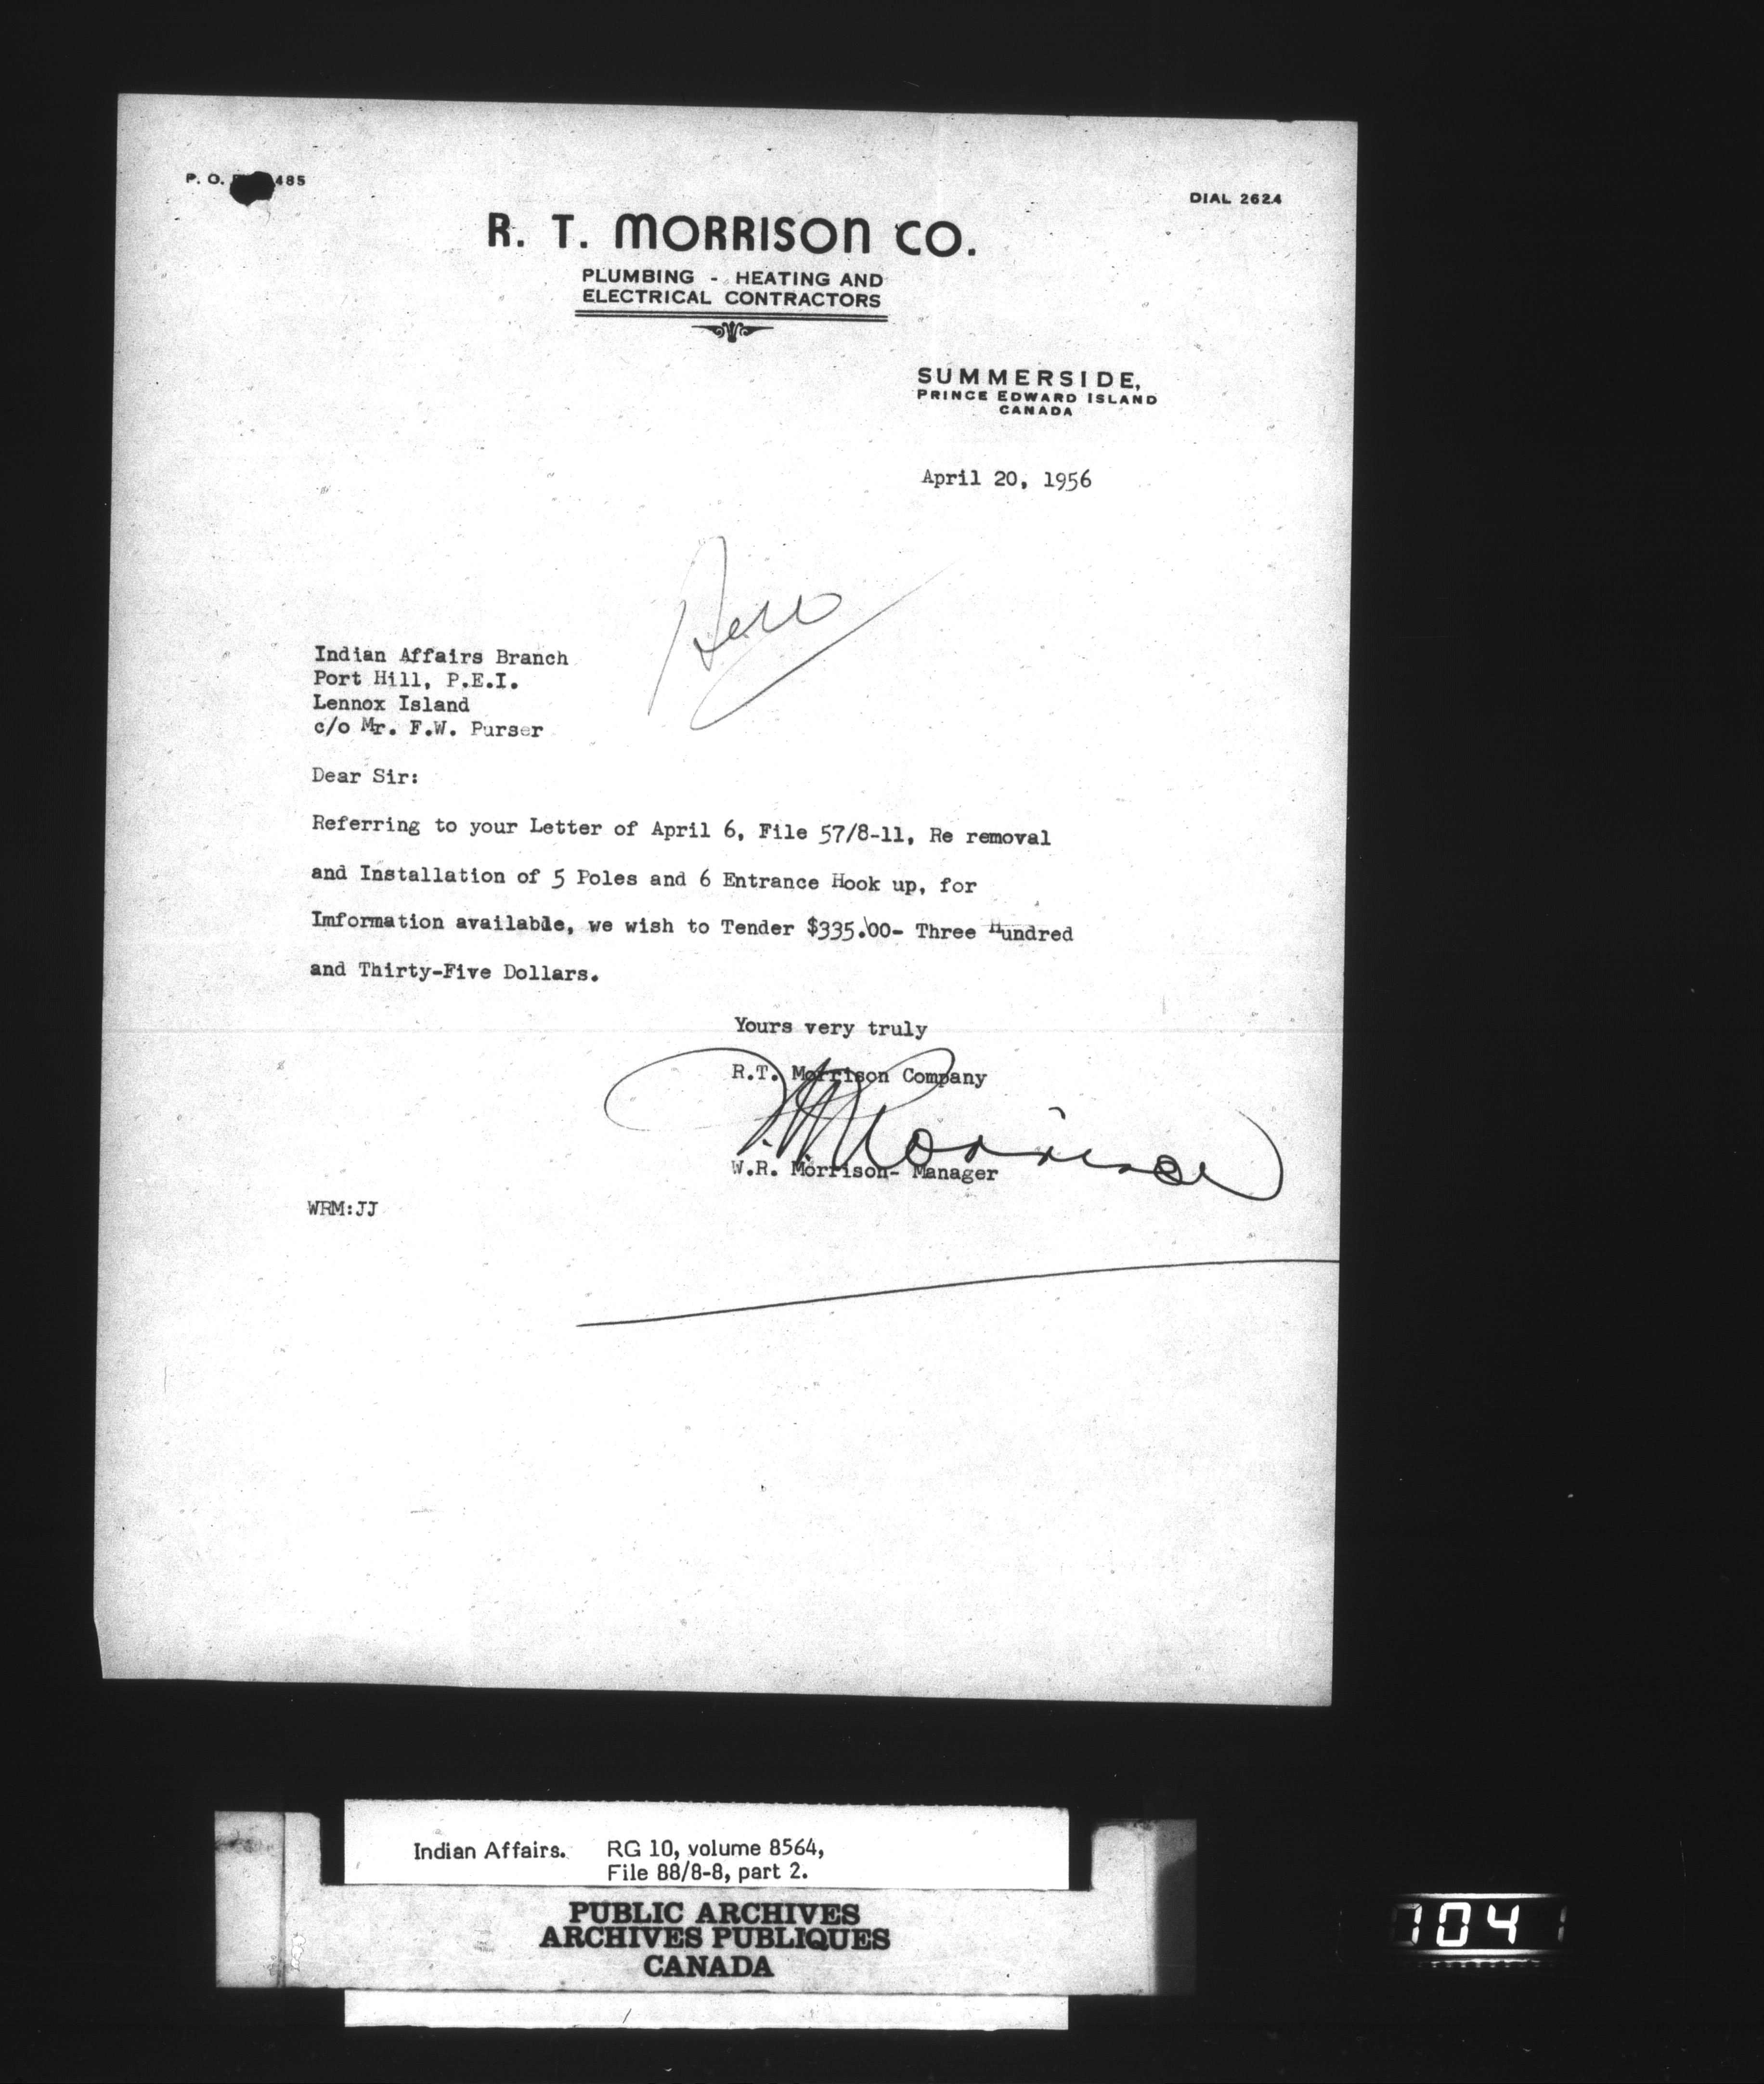 P. O. 485
DIAL 2624
R. T. MORRISON CO.
PLUMBING - HEATING AND
ELECTRICAL CONTRACTORS
SUMMERSIDE,
PRINCE EDWARD ISLAND
CANADA
April 20, 1956
Indian Affairs Branch
Port Hill, P.E.I.
Lennox Island
c/o Mr. F.W. Purser
Dear Sir:
Referring to your Letter of April 6, File 57/8-11, Re removal
and Installation of 5 Poles and 6 Entrance Hook up, for
Imformation available, we wish to Tender $335.00- Three Hundred
and Thirty-Five Dollars.
Yours very truly
R.T. Morrison Company
W.R. Morrison- Manager
WRM:JJ
Indian Affairs. RG 10, volume 8564,
File 88/8-8, part 2.
PUBLIC ARCHIVES
ARCHIVES PUBLIQUES
CANADA
1041